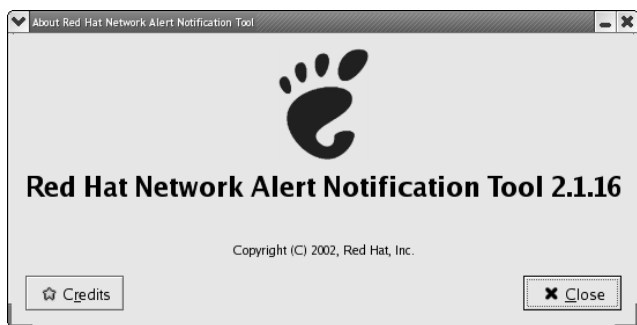 About Red Hat Network Alert Notification Tool
Red Hat Network Alert Notification Tool 2.1.16
Copyright (C) 2002, Red Hat, Inc.
Credits
Close